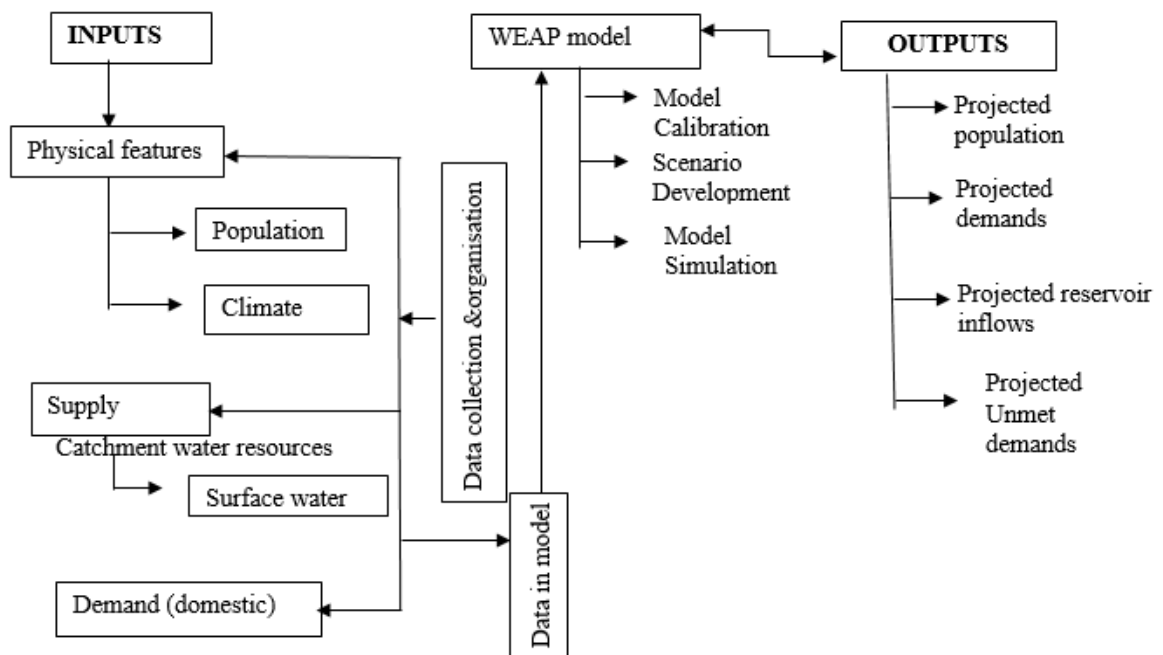 INPUTS
Physical features
Population
Climate
Supply
Catchment water resources
Surface water
Demand (domestic)
Data collection &organisation
Data in model
WEAP model
Model
Calibration
Scenario
Development
Model
Simulation
OUTPUTS
Projected
population
Projected
demands
Projected reservoir
inflows
Projected
Unmet
demands